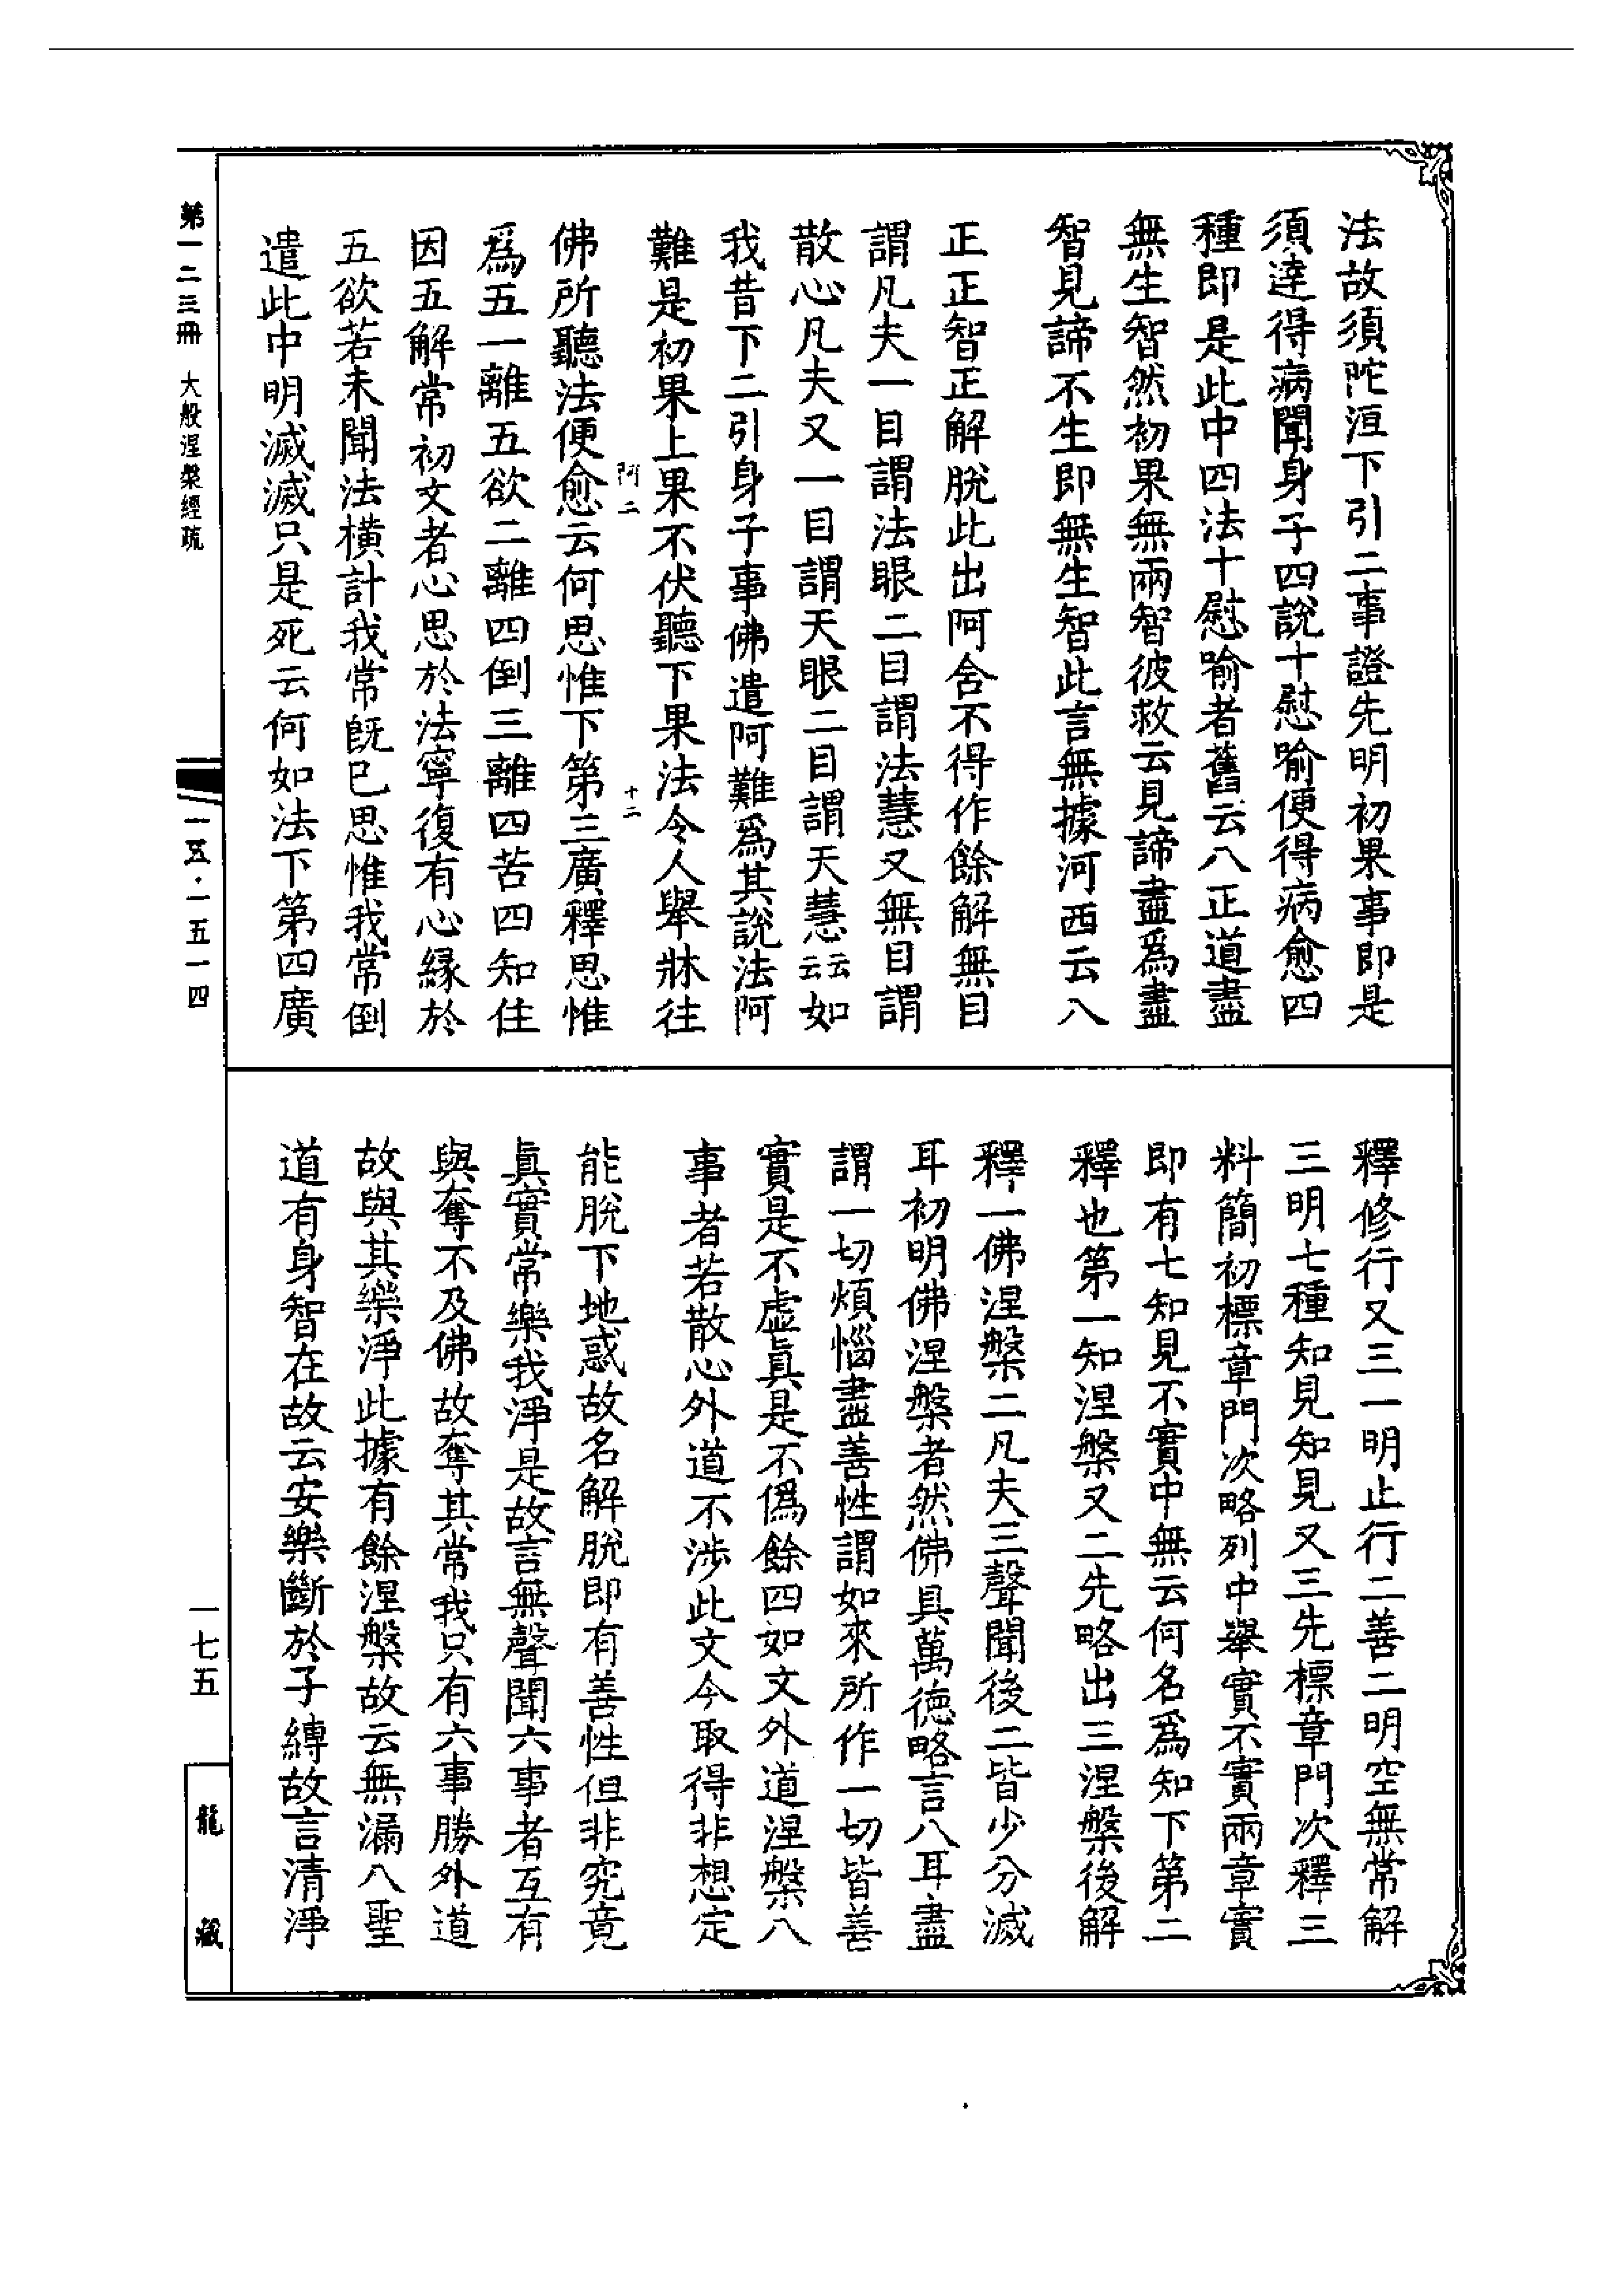 法故須陀洹下引二事證先明初果事即是
須達得病聞身子四說十慰喻便得病愈四
種即是此中四法十慰喻者舊云八正道盡
無生智然初果無兩智彼救云見諦盡爲盡
智見諦不生即無生智此言無據河西云八
正正智正解脫此出阿含不得作餘解無目
謂凡夫一目謂法眼二目謂法慧又無目謂
散心凡夫又一目謂天眼二目謂天慧云云如
我昔下二引身子事佛遣阿難爲其說法阿
難是初果上果不伏聽下果法令人舉牀往
阿二 十二
佛所聽法便愈云何思惟下第三廣釋思惟
爲五一離五欲二離四倒三離四苦四知住
因五解常初文者心思於法寧復有心緣於
五欲若未聞法橫計我常旣已思惟我常倒
遣此中明滅滅只是死云何如法下第四廣
釋修行又三一明止行二善二明空無常解
三明七種知見知見又三先標章門次釋三
料簡初標章門次略列中舉實不實兩章實
即有七知見不實中無云何名爲知下第二
釋也第一知涅槃又二先略出三涅槃後解
釋一佛涅槃二凡夫三聲聞後二皆少分滅
耳初明佛涅槃者然佛具萬德略言八耳盡
謂一切煩惱盡善性謂如來所作一切皆善
實是不虛眞是不僞餘四如文外道涅槃八
事者若散心外道不涉此文今取得非想定
能脫下地惑故名解脫即有善性但非究竟
眞實常樂我淨是故言無聲聞六事者互有
與奪不及佛故奪其常我只有六事勝外道
故與其樂淨此據有餘涅槃故云無漏八聖
道有身智在故云安樂斷於子縛故言清淨
第一二三冊 大般涅槃經疏
一五·一五一四
一七五
龍藏